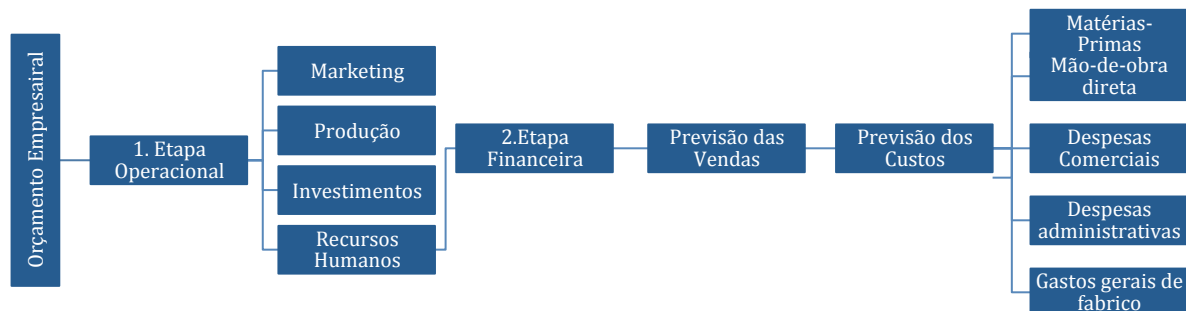 Orçamento Empresairal
1. Etapa
Operacional
Marketing
Produção
Investimentos
Recursos
Humanos
2.Etapa
Financeira
Previsão das
Vendas
Previsão dos
Custos
Matérias-
Primas
Mão-de-obra
direta
Despesas
Comerciais
Despesas
administrativas
Gastos gerais de
fabrico